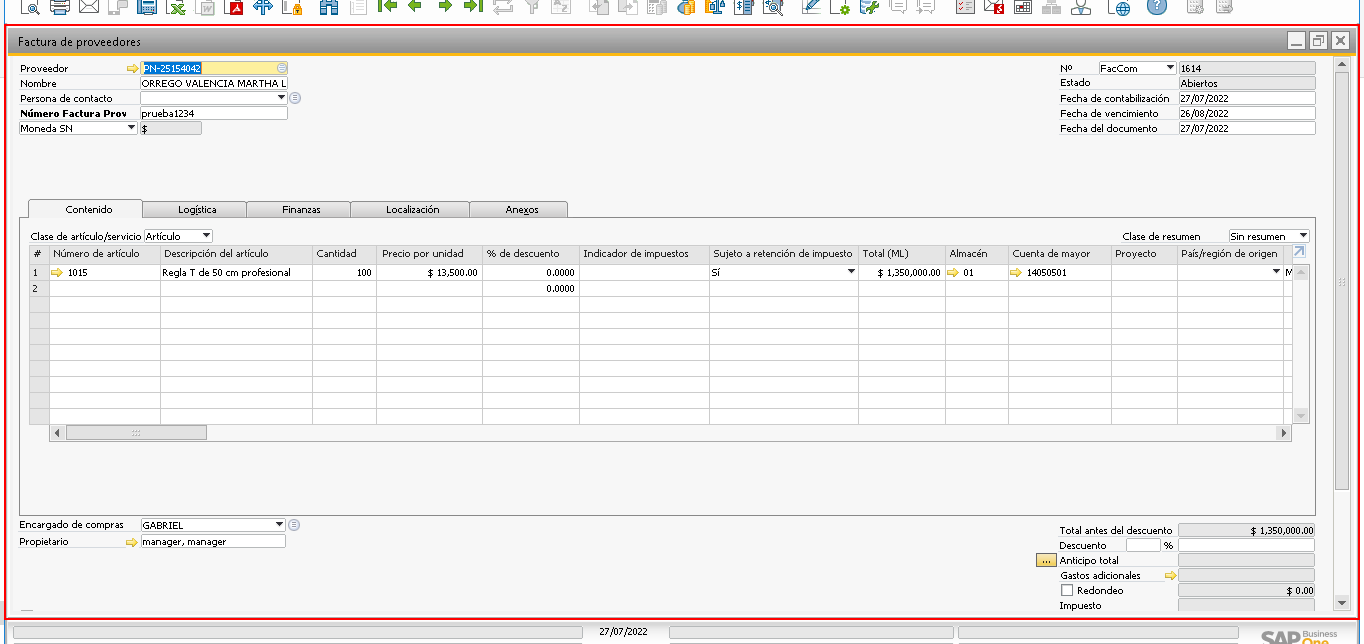 Factura de proveedores
Proveedor PN-25154042
Nombre ORREGO VALENCIA MARTHA L
Persona de contacto
Número Factura Prov prueba1234
Moneda SN $
Nº FacCom 1614
Estado Abiertos
Fecha de contabilización 27/07/2022
Fecha de vencimiento 26/08/2022
Fecha del documento 27/07/2022
Contenido Logística Finanzas Localización Anexos
Clase de artículo/servicio Artículo Clase de resumen Sin resumen
# Número de artículo Descripción del artículo Cantidad Precio por unidad % de descuento Indicador de impuestos Sujeto a retención de impuesto Total (ML) Almacén Cuenta de mayor Proyecto País/región de origen
1 1015 Regla T de 50 cm profesional 100 $ 13,500.00 0.0000 Sí $ 1,350,000.00 01 14050501 M
2 0.0000
Encargado de compras GABRIEL
Propietario manager, manager
Total antes del descuento $ 1,350,000.00
Descuento %
... Anticipo total
Gastos adicionales
Redondeo $ 0.00
Impuesto
27/07/2022
SAP Business One